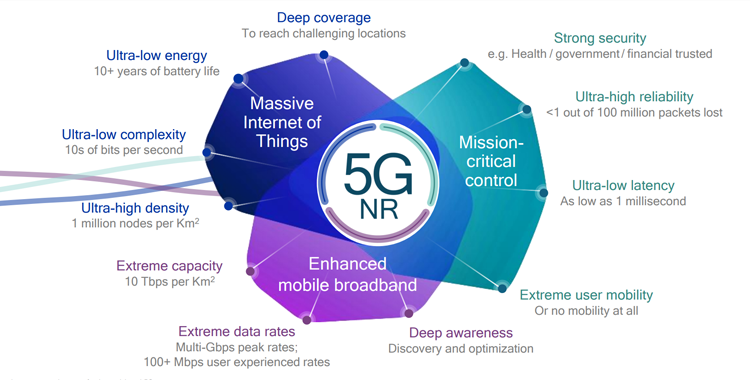 Deep coverage
To reach challenging locations
Ultra-low energy
10+ years of battery life
Ultra-low complexity
10s of bits per second
Ultra-high density
1 million nodes per Km²
Massive
Internet of
Things
Strong security
e.g. Health / government / financial trusted
Ultra-high reliability
<1 out of 100 million packets lost
Ultra-low latency
As low as 1 millisecond
Extreme user mobility
Or no mobility at all
Mission-
critical
control
5G
NR
Enhanced
mobile broadband
Extreme capacity
10 Tbps per Km²
Extreme data rates
Multi-Gbps peak rates;
100+ Mbps user experienced rates
Deep awareness
Discovery and optimization